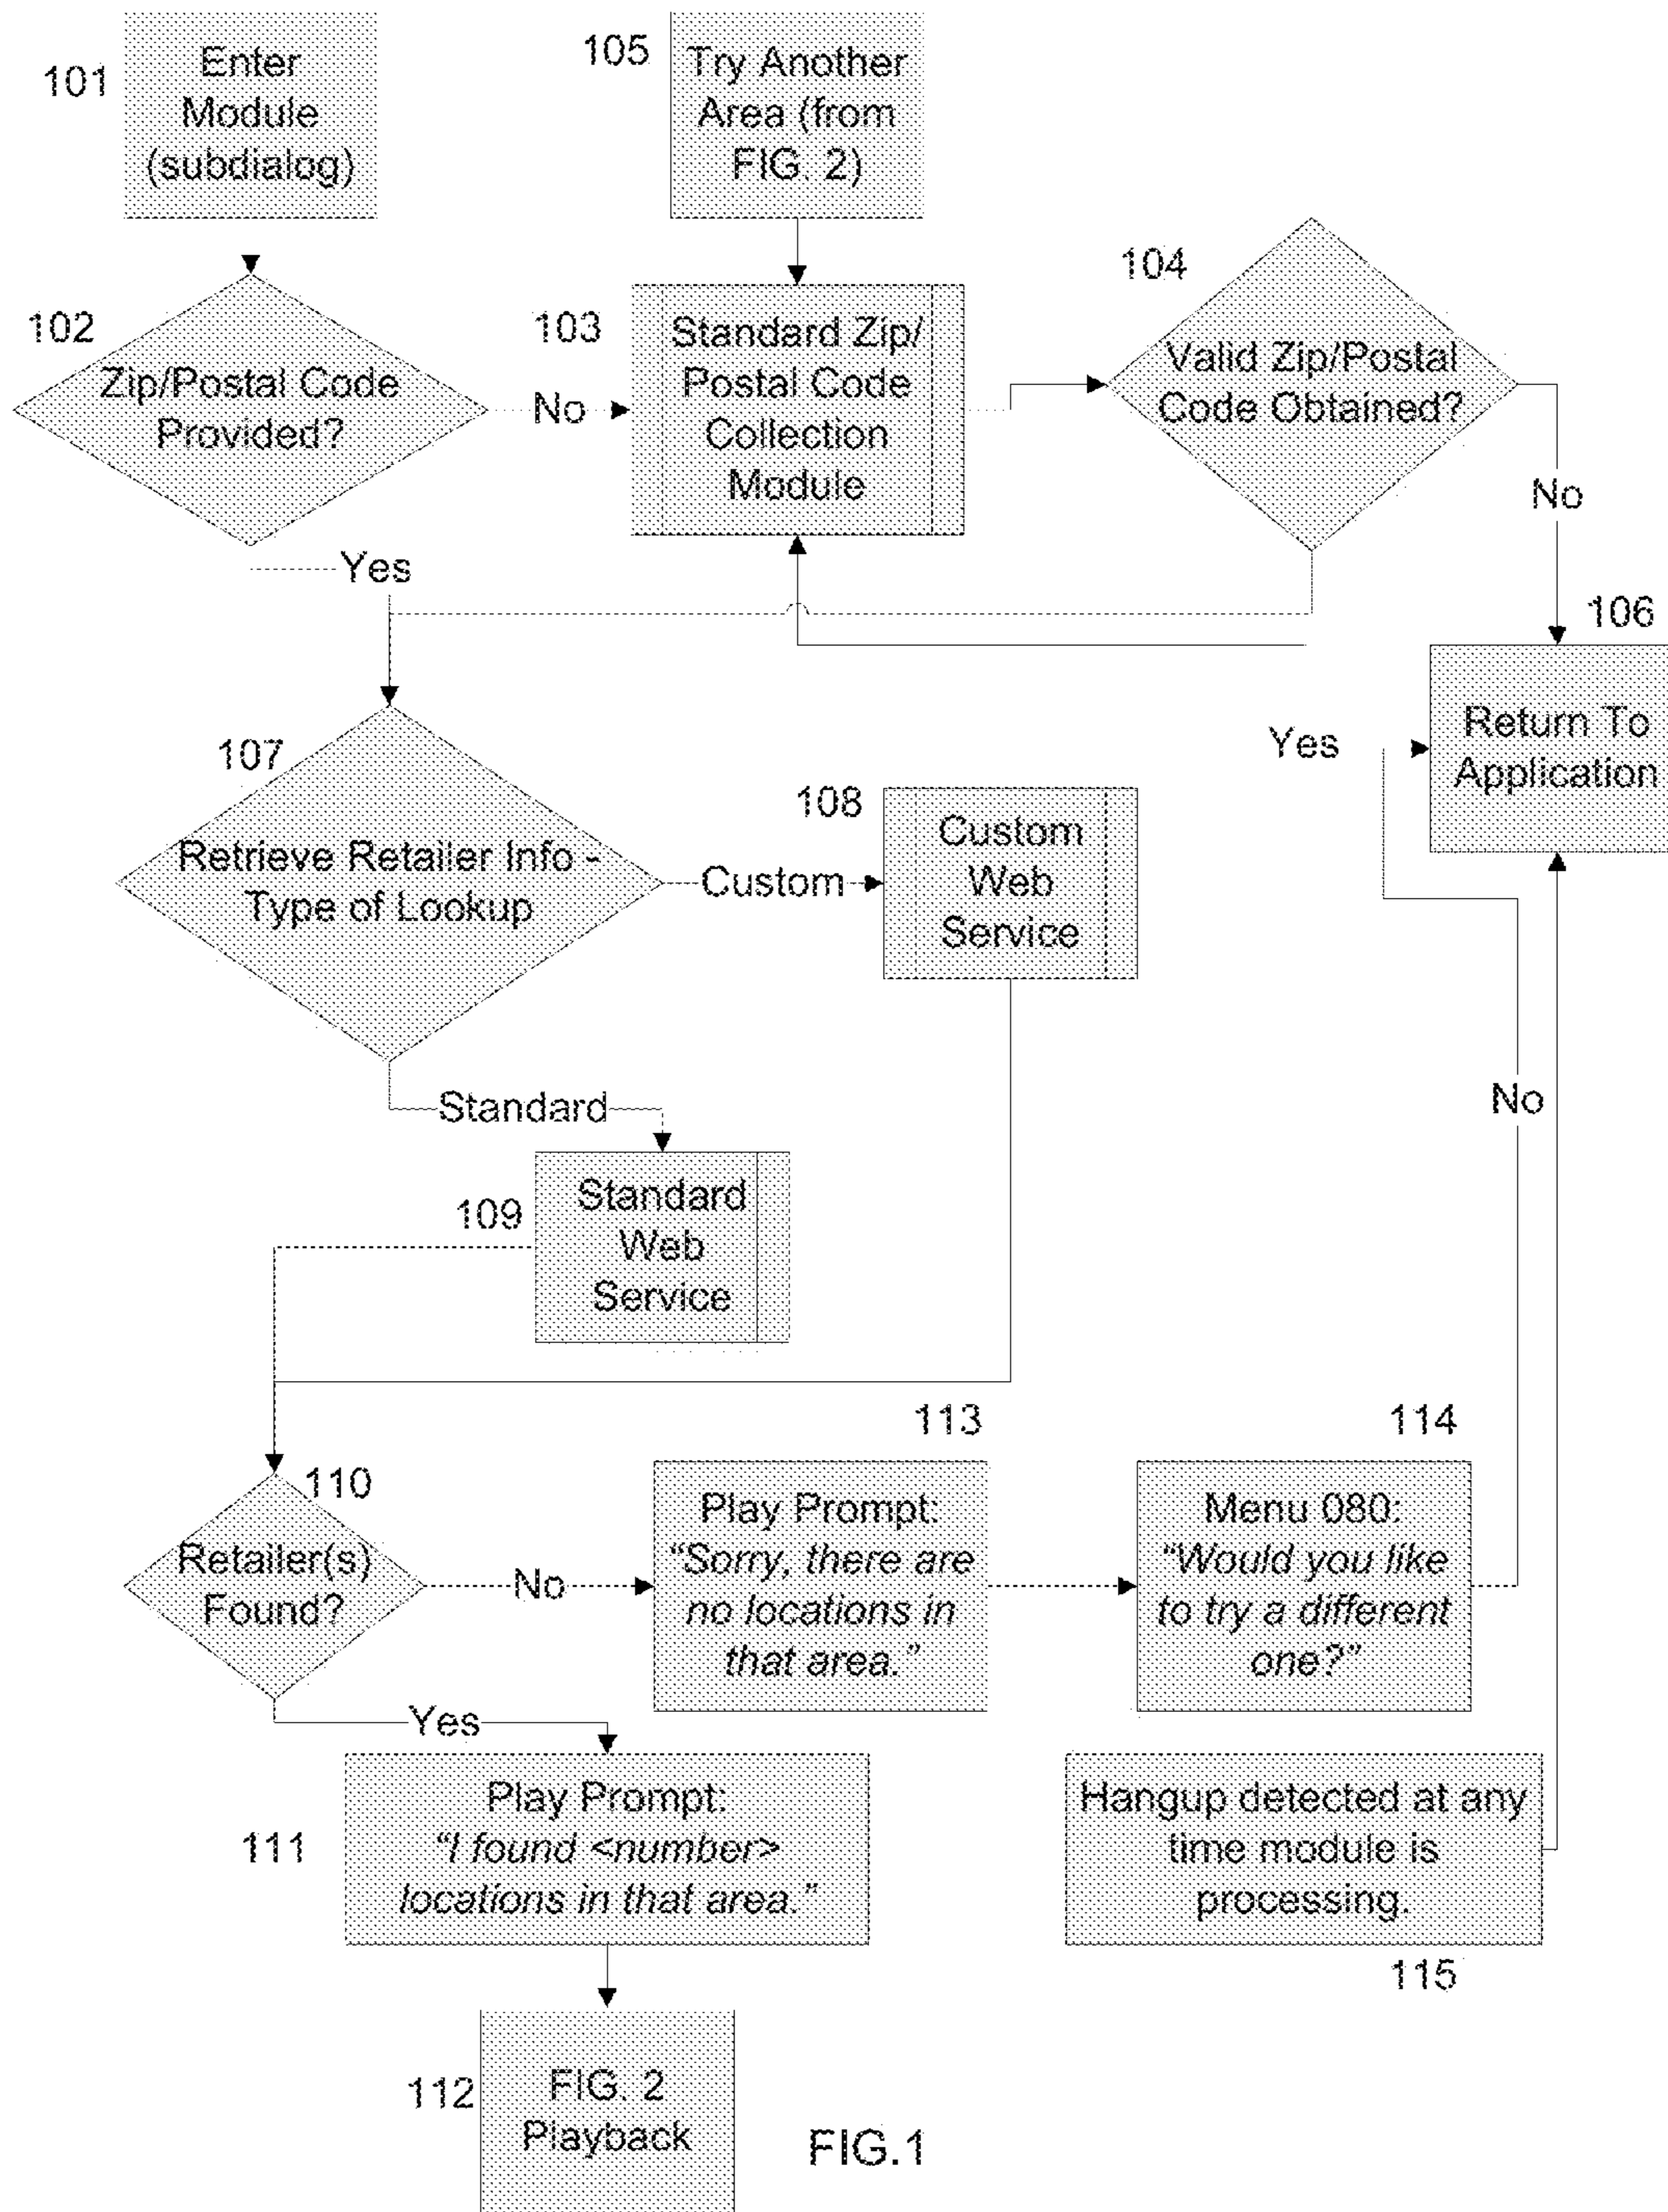 101
Enter
Module
(subdialog)
105
Try Another
Area (from
FIG. 2)
102
Zip/Postal Code
Provided?
No
103
Standard Zip/
Postal Code
Collection
Module
104
Valid Zip/Postal
Code Obtained?
No
Yes
106
Return To
Application
Yes
107
Retrieve Retailer Info -
Type of Lookup
Custom
108
Custom
Web
Service
Standard
109
Standard
Web
Service
No
110
Retailer(s)
Found?
No
113
Play Prompt:
“Sorry, there are
no locations in
that area.”
114
Menu 080:
“Would you like
to try a different
one?”
Yes
111
Play Prompt:
“I found <number>
locations in that area.”
Hangup detected at any
time module is
processing.
115
112
FIG. 2
Playback
FIG.1